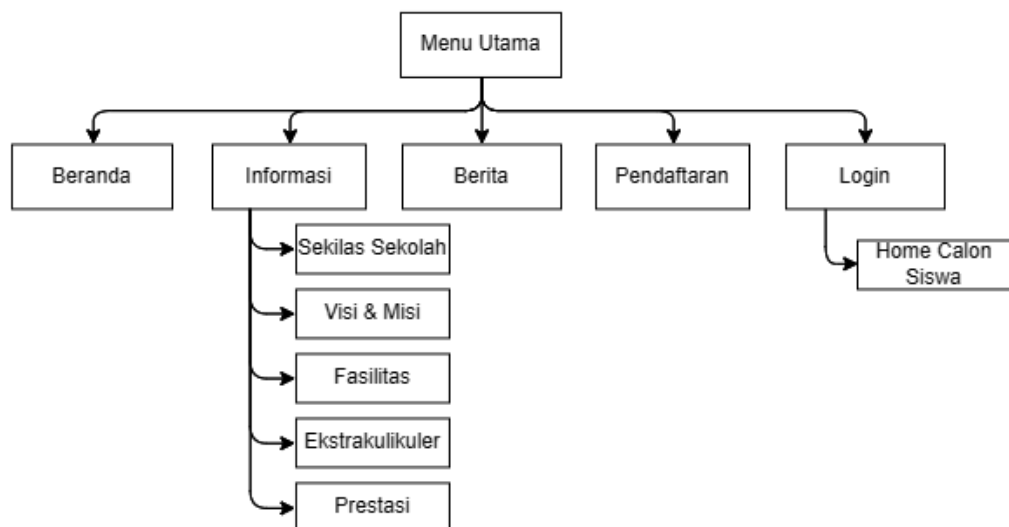 Menu Utama
Beranda
Informasi
Berita
Pendaftaran
Login
Sekilas Sekolah
Visi & Misi
Fasilitas
Ekstrakulikuler
Prestasi
Home Calon
Siswa